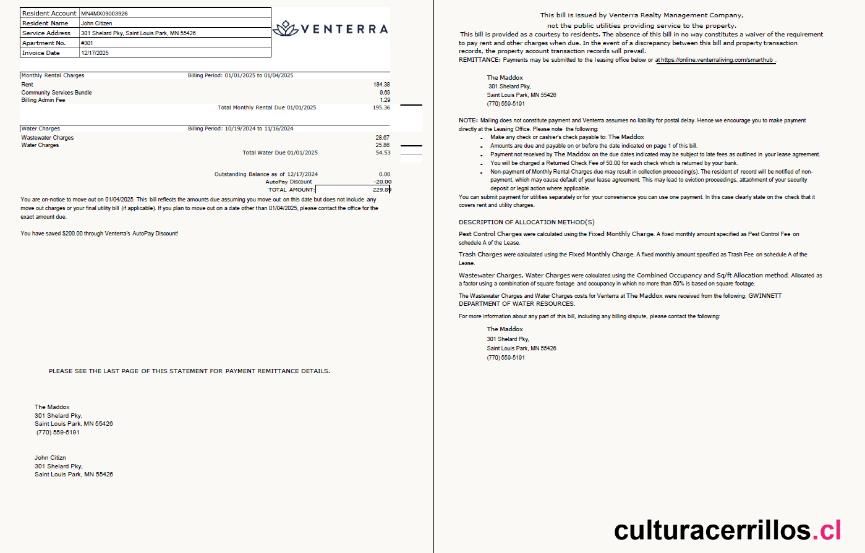 Resident Account MN4MX09003926
Resident Name John Citizen
Service Address 301 Shelard Pky, Saint Louis Park, MN 55426
Apartment No. #301
Invoice Date 12/17/2025
VENTERRA
Monthly Rental Charges Billing Period: 01/01/2025 to 01/04/2025
Rent 184.38
Community Services Bundle 9.69
Billing Admin Fee 1.29
Total Monthly Rental Due 01/01/2025 195.36
Water Charges Billing Period: 10/19/2024 to 11/16/2024
Wastewater Charges 28.67
Water Charges 25.86
Total Water Due 01/01/2025 54.53
Outstanding Balance as of 12/17/2024 0.00
AutoPay Discount -20.00
TOTAL AMOUNT: 229.89
You are on-notice to move out on 01/04/2025. This bill reflects the amounts due assuming you move out on this date but does not include any
move out charges or your final utility bill (if applicable). If you plan to move out on a date other than 01/04/2025, please contact the office for the
exact amount due.
You have saved $200.00 through Venterra's AutoPay Discount!
PLEASE SEE THE LAST PAGE OF THIS STATEMENT FOR PAYMENT REMITTANCE DETAILS.
The Maddox
301 Shelard Pky,
Saint Louis Park, MN 55426
(770) 559-5191
John Citizn
301 Shelard Pky,
Saint Louis Park, MN 55426
This bill is issued by Venterra Realty Management Company,
not the public utilities providing service to the property.
This bill is provided as a courtesy to residents. The absence of this bill in no way constitutes a waiver of the requirement
to pay rent and other charges when due. In the event of a discrepancy between this bill and property transaction
records, the property account transaction records will prevail.
REMITTANCE: Payments may be submitted to the leasing office below or at https://online.venterraliving.com/smarthub .
The Maddox
301 Shelard Pky,
Saint Louis Park, MN 55426
(770) 559-5191
NOTE: Mailing does not constitute payment and Venterra assumes no liability for postal delay. Hence we encourage you to make payment
directly at the Leasing Office. Please note the following:
• Make any check or cashier's check payable to: The Maddox
• Amounts are due and payable on or before the date indicated on page 1 of this bill.
• Payment not received by The Maddox on the due dates indicated may be subject to late fees as outlined in your lease agreement.
• You will be charged a Returned Check Fee of 50.00 for each check which is returned by your bank.
• Non-payment of Monthly Rental Charges due may result in collection proceeding(s). The resident of record will be notified of non-
payment, which may cause default of your lease agreement. This may lead to eviction proceedings, attachment of your security
deposit or legal action where applicable.
You can submit payment for utilities separately or for your convenience you can use one payment. In this case clearly state on the check that it
covers rent and utility charges.
DESCRIPTION OF ALLOCATION METHOD(S)
Pest Control Charges were calculated using the Fixed Monthly Charge. A fixed monthly amount specified as Pest Control Fee on
schedule A of the Lease.
Trash Charges were calculated using the Fixed Monthly Charge. A fixed monthly amount specified as Trash Fee on schedule A of the
Lease.
Wastewater Charges, Water Charges were calculated using the Combined Occupancy and Sq/ft Allocation method. Allocated as
a factor using a combination of square footage and occupancy in which no more than 50% is based on square footage.
The Wastewater Charges and Water Charges costs for Venterra at The Maddox were received from the following: GWINNETT
DEPARTMENT OF WATER RESOURCES.
For more information about any part of this bill, including any billing dispute, please contact the following:
The Maddox
301 Shelard Pky,
Saint Louis Park, MN 55426
(770) 559-5191
culturacerrillos.cl